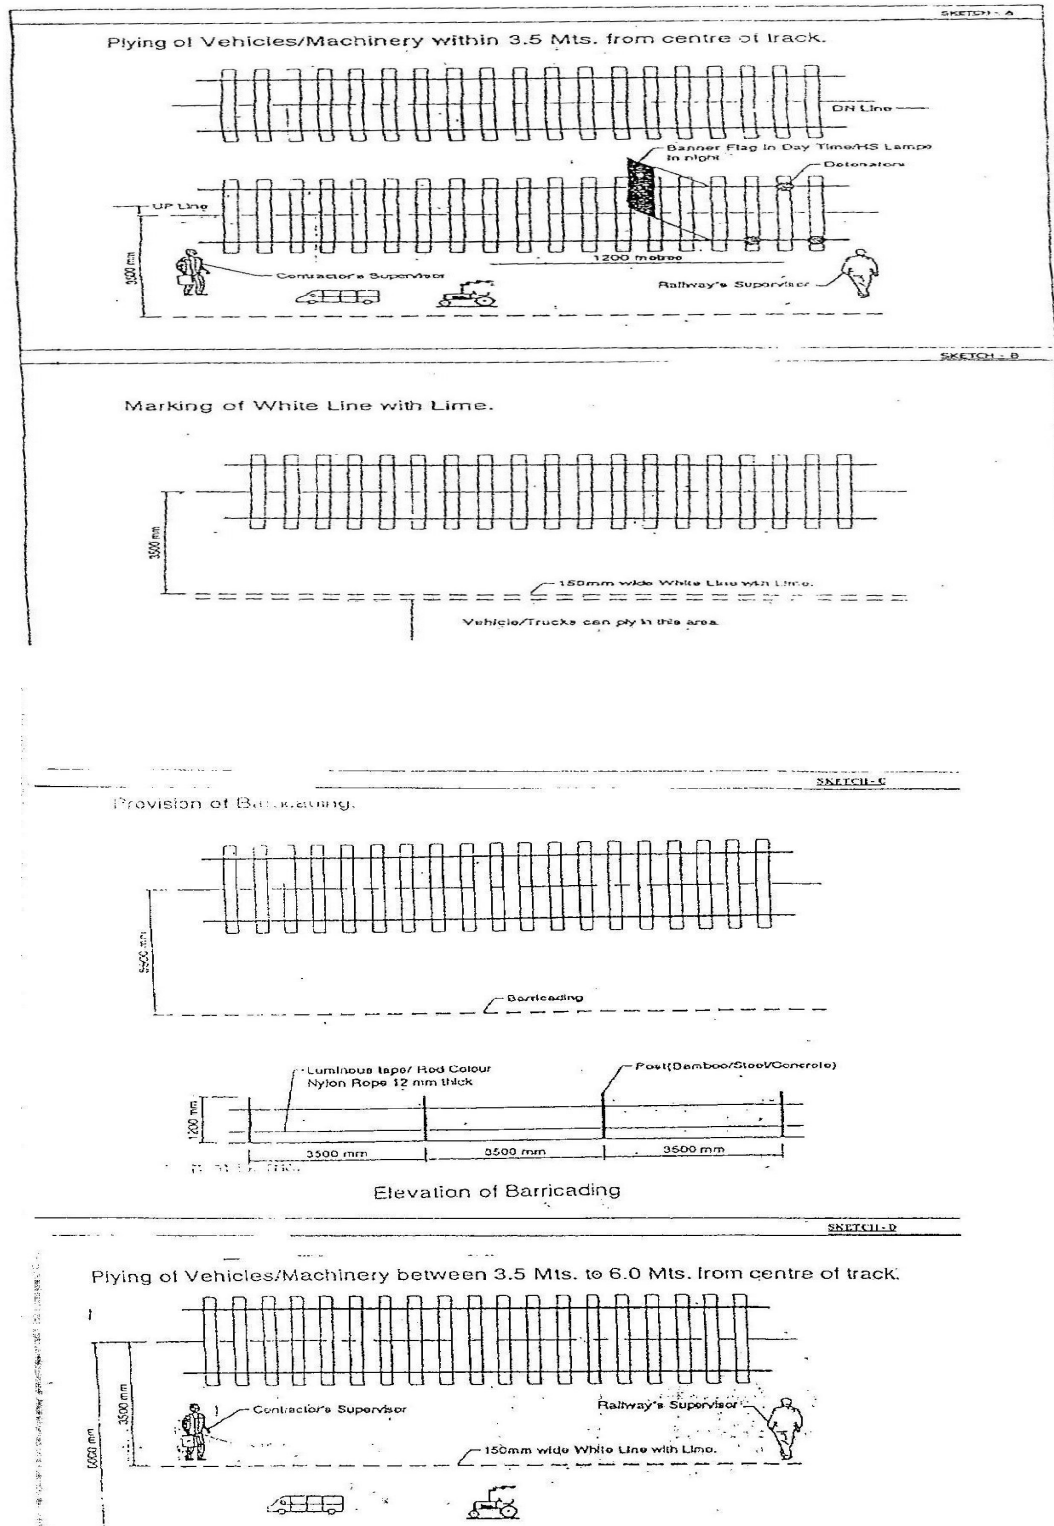 SKETCH - A
Plying of Vehicles/Machinery within 3.5 Mts. from centre of track.
DN Line
Banner Flag In Day Time/HS Lamps
In night
Detonators
UP Line
3500 mm
1200 metres
Contractor's Supervisor
Railway's Supervisor
SKETCH - B
Marking of White Line with Lime.
3500 mm
150mm wide White Line with Lime.
Vehicle/Trucks can ply in this area.
SKETCH - C
Provision of Barricading.
mm
Barricading
Luminous tape/ Red Colour
Nylon Rope 12 mm thick
Post(Bamboo/Steel/Concrete)
1200 mm
3500 mm
3500 mm
3500 mm
Elevation of Barricading
SKETCH - D
Plying of Vehicles/Machinery between 3.5 Mts. to 6.0 Mts. from centre of track.
3500 mm
6000 mm
Contractor's Supervisor
Railway's Supervisor
150mm wide White Line with Lime.